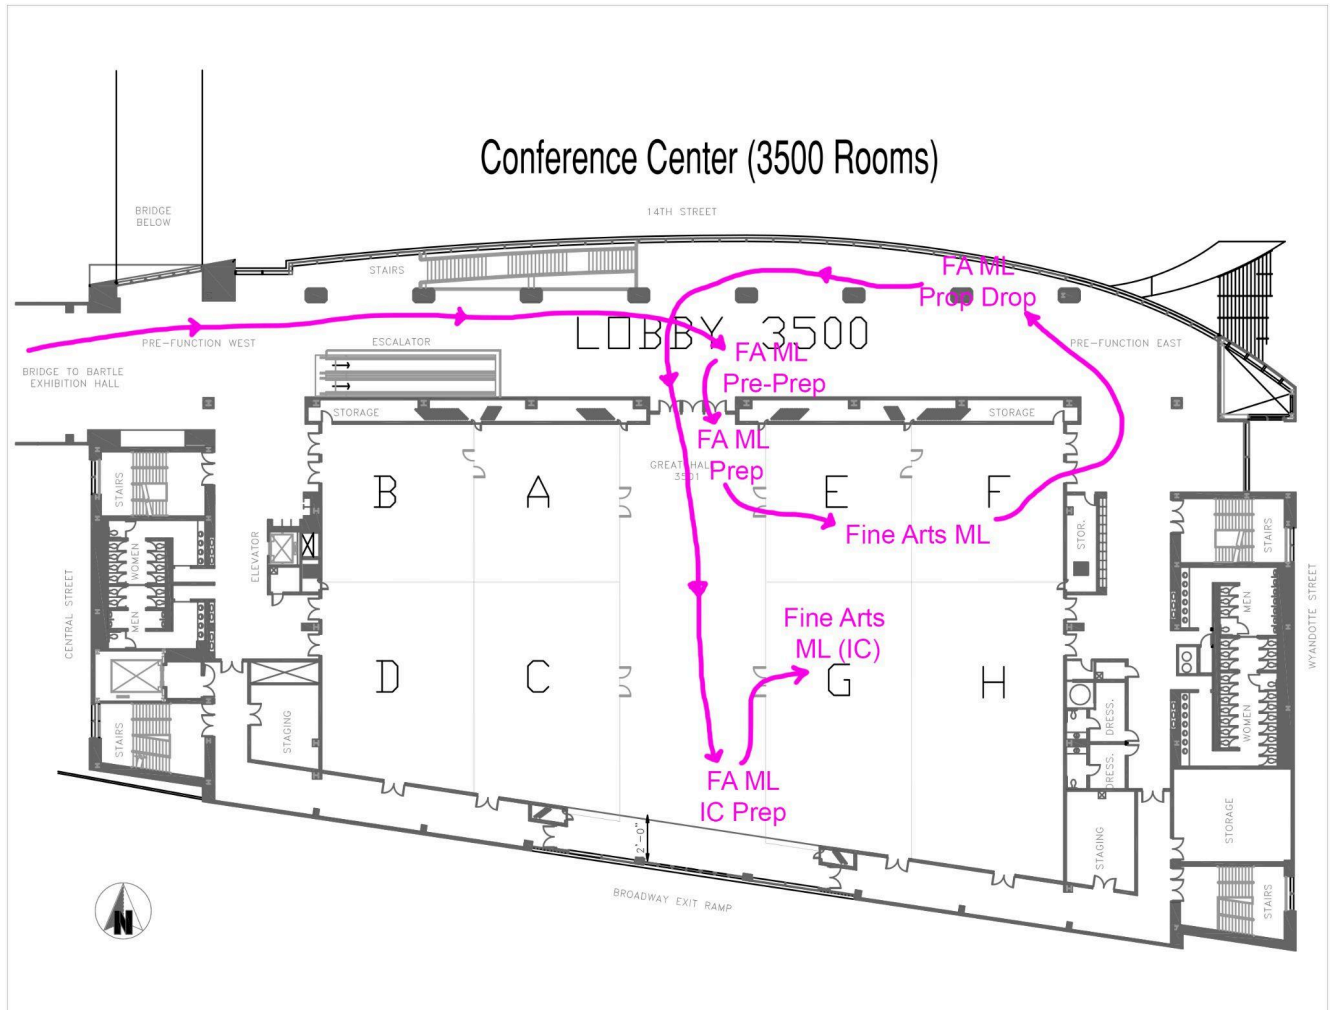 Conference Center (3500 Rooms)
BRIDGE
BELOW
14TH STREET
STAIRS
FA ML
Prop Drop
LOBBY 3500
PRE-FUNCTION WEST
ESCALATOR
PRE-FUNCTION EAST
BRIDGE TO BARTLE
EXHIBITION HALL
FA ML
Pre-Prep
STORAGE
STORAGE
FA ML
Prep
GREAT HALL
3501
STAIRS
B
A
E
F
Fine Arts ML
STOR.
STAIRS
ELEVATOR
WOMEN
MEN
CENTRAL STREET
MEN
WYANDOTTE STREET
Fine Arts
ML (IC)
D
C
G
H
STAIRS
STAGING
DRESS.
WOMEN
DRESS.
FA ML
IC Prep
2'-0"
STAGING
STORAGE
STAIRS
BROADWAY EXIT RAMP
N